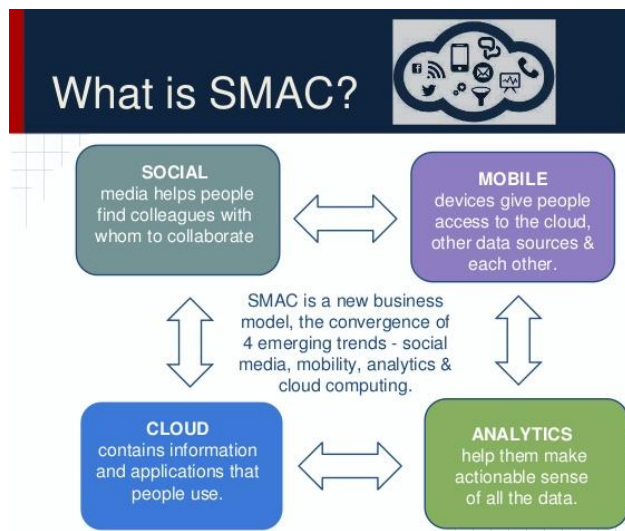 What is SMAC?
SOCIAL
media helps people
find colleagues with
whom to collaborate
MOBILE
devices give people
access to the cloud,
other data sources &
each other.
SMAC is a new business
model, the convergence of
4 emerging trends - social
media, mobility, analytics &
cloud computing.
CLOUD
contains information
and applications that
people use.
ANALYTICS
help them make
actionable sense
of all the data.